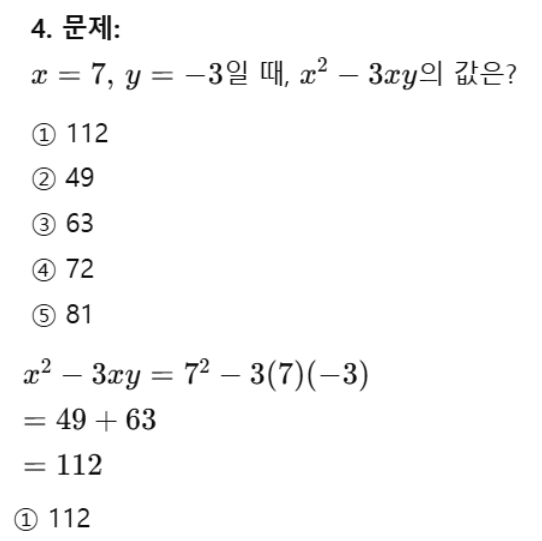 4. 문제:
x = 7, y = −3일 때, x² − 3xy의 값은?
① 112
② 49
③ 63
④ 72
⑤ 81
x² − 3xy = 7² − 3(7)(−3)
= 49 + 63
= 112
① 112